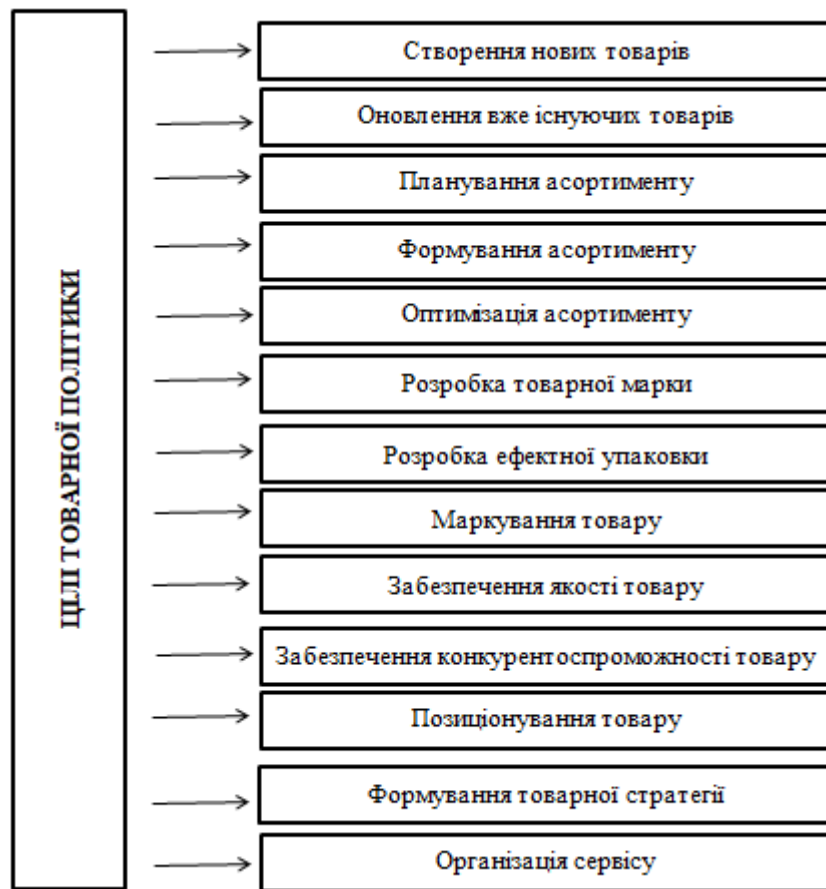 ЦІЛІ ТОВАРНОЇ ПОЛІТИКИ
Створення нових товарів
Оновлення вже існуючих товарів
Планування асортименту
Формування асортименту
Оптимізація асортименту
Розробка товарної марки
Розробка ефектної упаковки
Маркування товару
Забезпечення якості товару
Забезпечення конкурентоспроможності товару
Позиціонування товару
Формування товарної стратегії
Організація сервісу